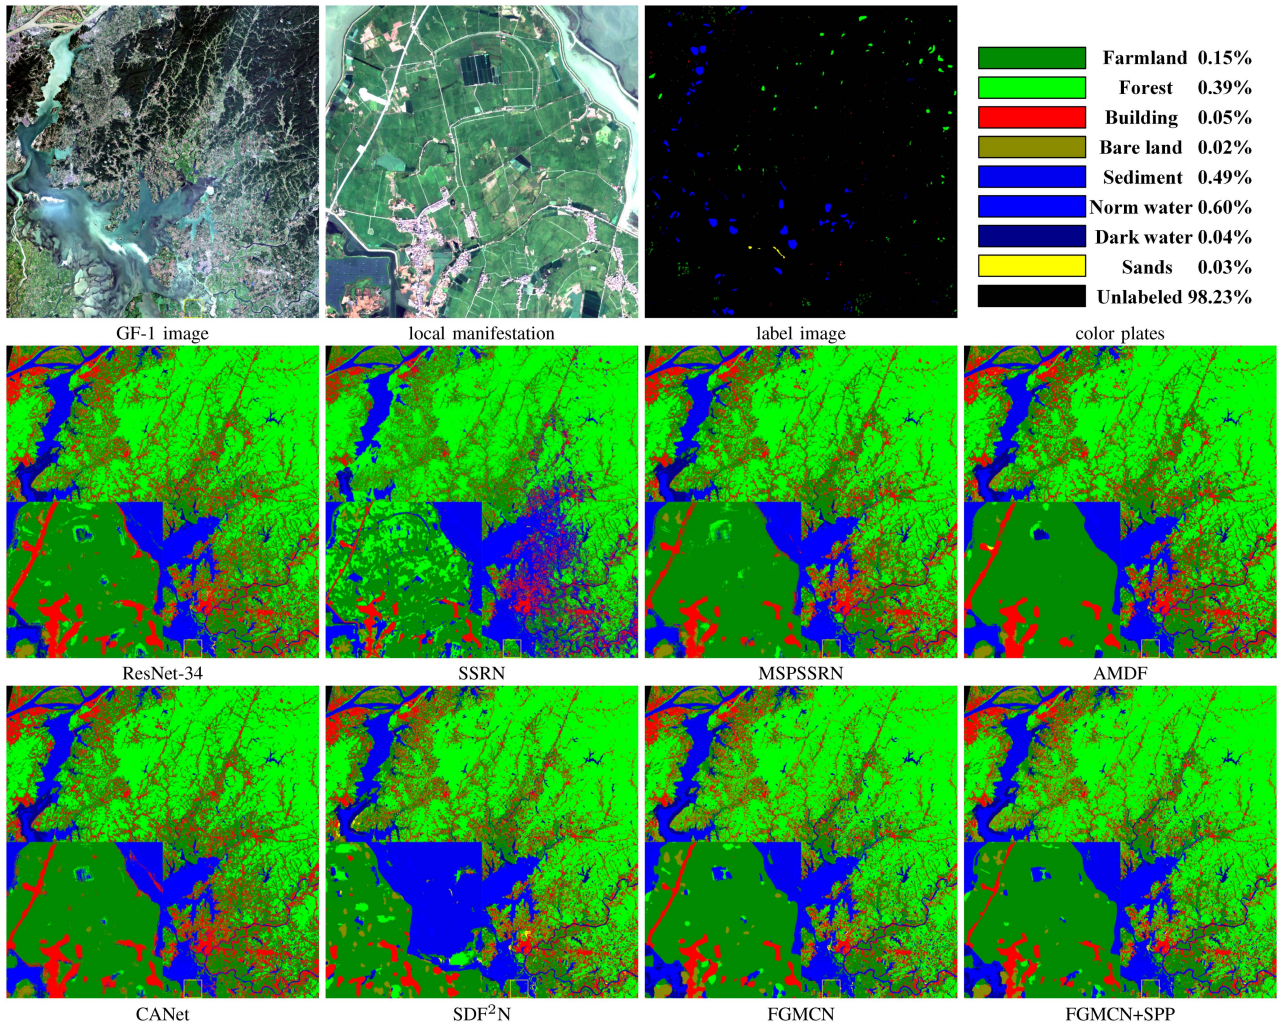 Farmland 0.15%
Forest 0.39%
Building 0.05%
Bare land 0.02%
Sediment 0.49%
Norm water 0.60%
Dark water 0.04%
Sands 0.03%
Unlabeled 98.23%
GF-1 image
local manifestation
label image
color plates
ResNet-34
SSRN
MSPSSRN
AMDF
CANet
SDF²N
FGMCN
FGMCN+SPP